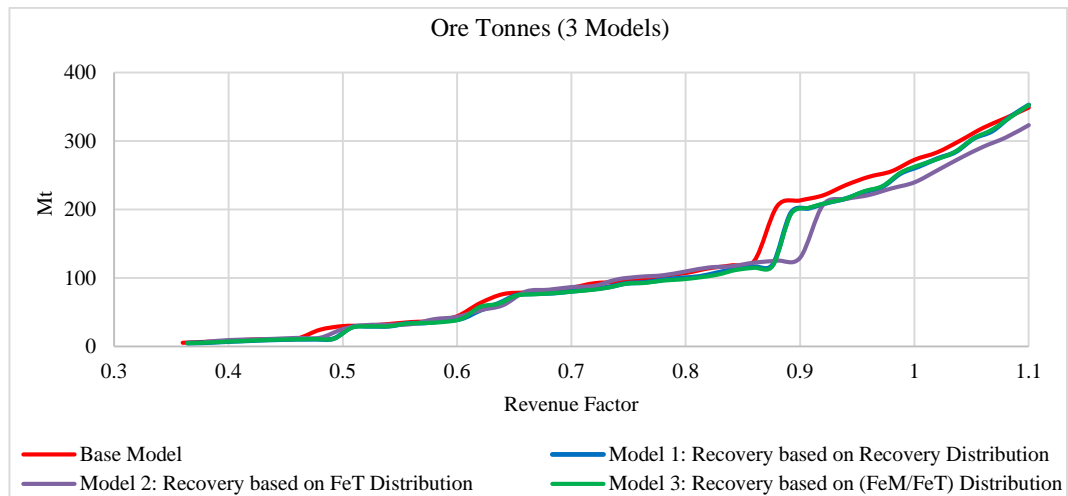 Ore Tonnes (3 Models)
400
300
200
100
0
Mt
0.3 0.4 0.5 0.6 0.7 0.8 0.9 1 1.1
Revenue Factor
Base Model
Model 1: Recovery based on Recovery Distribution
Model 2: Recovery based on FeT Distribution
Model 3: Recovery based on (FeM/FeT) Distribution